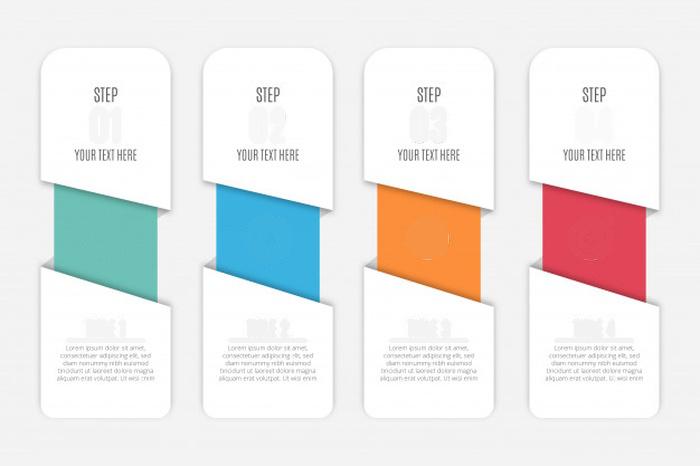 STEP
01
YOUR TEXT HERE
Lorem ipsum dolor sit amet,
consectetuer adipiscing elit, sed
diam nonummy nibh euismod
tincidunt ut laoreet dolore magna
aliquam erat volutpat. Ut wisi enim
STEP
02
YOUR TEXT HERE
Lorem ipsum dolor sit amet,
consectetuer adipiscing elit, sed
diam nonummy nibh euismod
tincidunt ut laoreet dolore magna
aliquam erat volutpat. Ut wisi enim
STEP
03
YOUR TEXT HERE
Lorem ipsum dolor sit amet,
consectetuer adipiscing elit, sed
diam nonummy nibh euismod
tincidunt ut laoreet dolore magna
aliquam erat volutpat. Ut wisi enim
STEP
YOUR TEXT HERE
Lorem ipsum dolor sit amet,
consectetuer adipiscing elit, sed
diam nonummy nibh euismod
tincidunt ut laoreet dolore magna
aliquam erat volutpat. Ut wisi enim